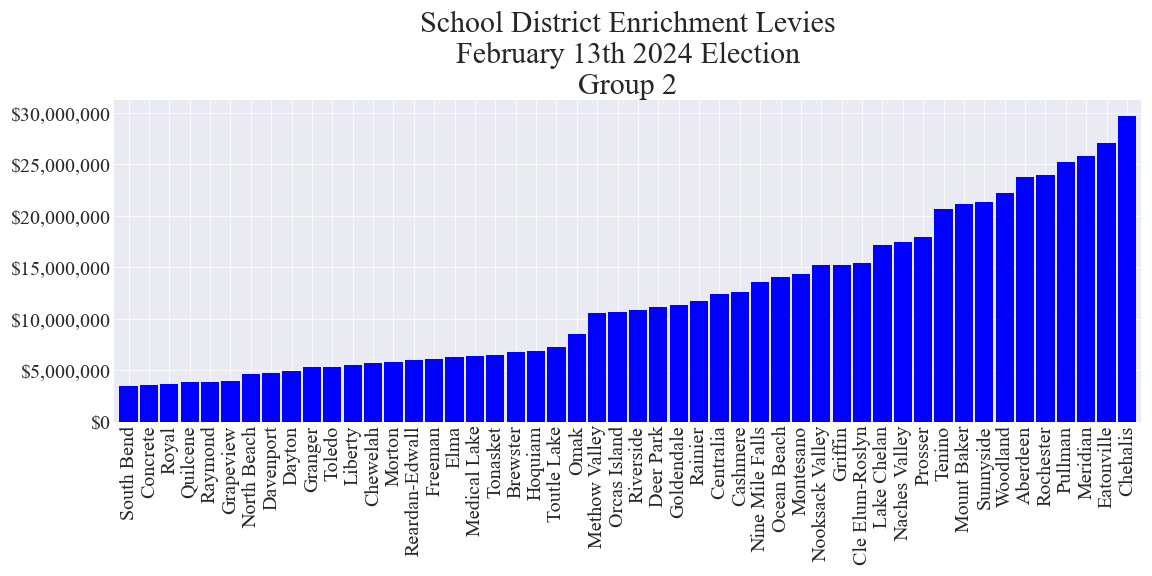 School District Enrichment Levies
February 13th 2024 Election
Group 2
$30,000,000
$25,000,000
$20,000,000
$15,000,000
$10,000,000
$5,000,000
$0
South Bend
Concrete
Royal
Quilcene
Raymond
Grapeview
North Beach
Davenport
Dayton
Granger
Toledo
Liberty
Chewelah
Morton
Reardan-Edwall
Freeman
Elma
Medical Lake
Tonasket
Brewster
Hoquiam
Toutle Lake
Omak
Methow Valley
Orcas Island
Riverside
Deer Park
Goldendale
Rainier
Centralia
Cashmere
Nine Mile Falls
Ocean Beach
Montesano
Nooksack Valley
Griffin
Cle Elum-Roslyn
Lake Chelan
Naches Valley
Prosser
Tenino
Mount Baker
Sunnyside
Woodland
Aberdeen
Rochester
Pullman
Meridian
Eatonville
Chehalis